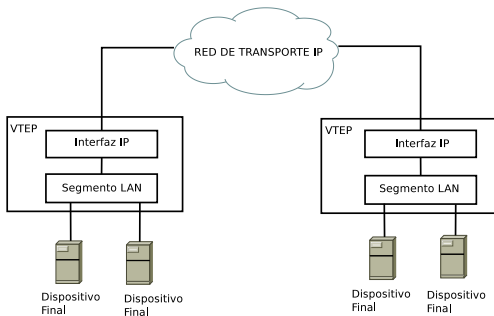 RED DE TRANSPORTE IP
VTEP
Interfaz IP
Segmento LAN
Dispositivo
Final
Dispositivo
Final
VTEP
Interfaz IP
Segmento LAN
Dispositivo
Final
Dispositivo
Final